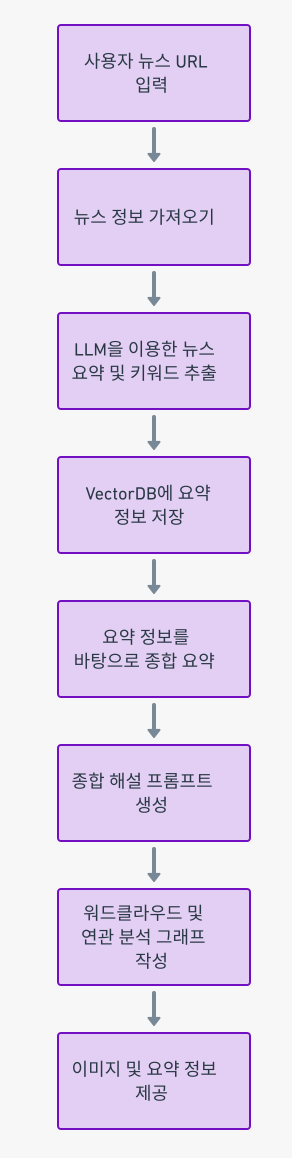 사용자 뉴스 URL
입력
뉴스 정보 가져오기
LLM을 이용한 뉴스
요약 및 키워드 추출
VectorDB에 요약
정보 저장
요약 정보를
바탕으로 종합 요약
종합 해설 프롬프트
생성
워드클라우드 및
연관 분석 그래프
작성
이미지 및 요약 정보
제공